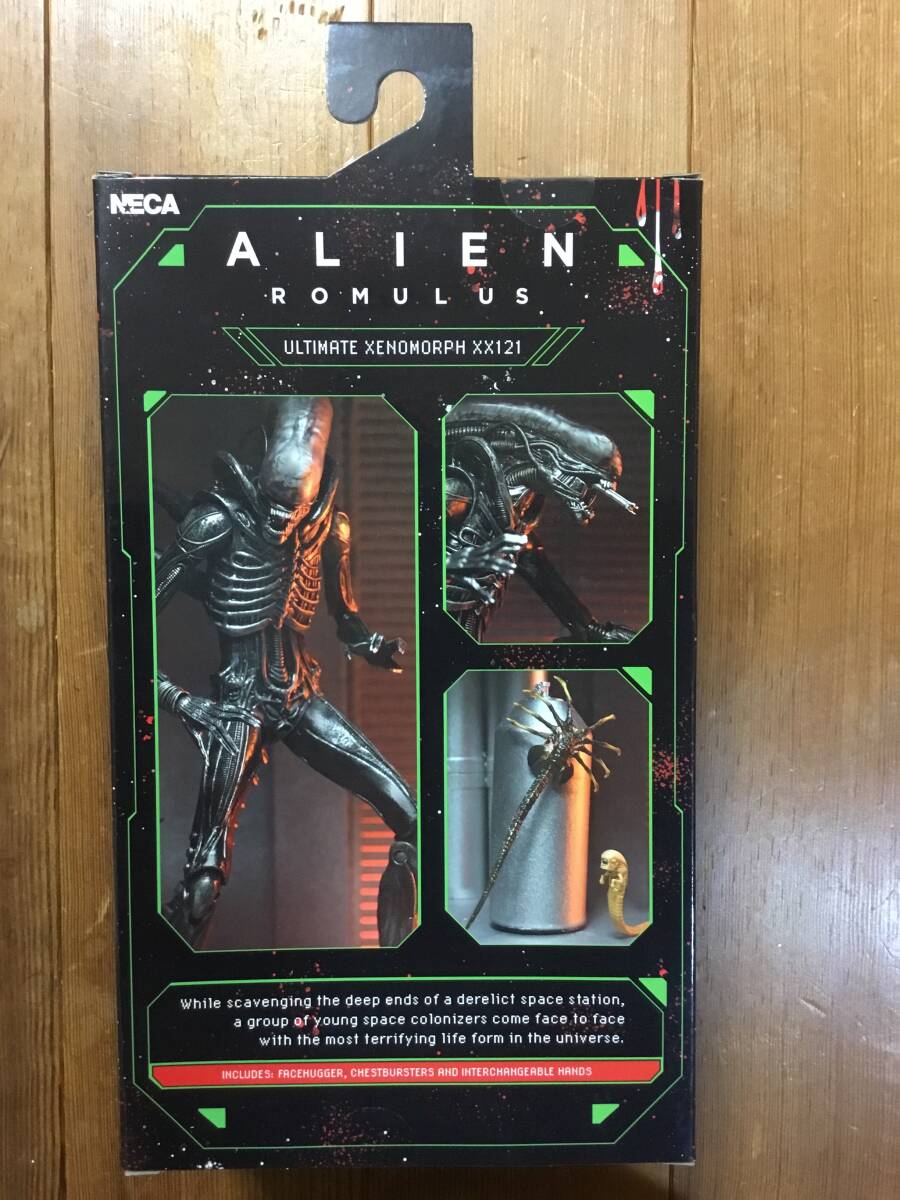 NECA
ALIEN
ROMULUS
ULTIMATE XENOMORPH XX121
While scavenging the deep ends of a derelict space station,
a group of young space colonizers come face to face
with the most terrifying life form in the universe.
INCLUDES: FACEHUGGER, CHESTBURSTERS AND INTERCHANGEABLE HANDS